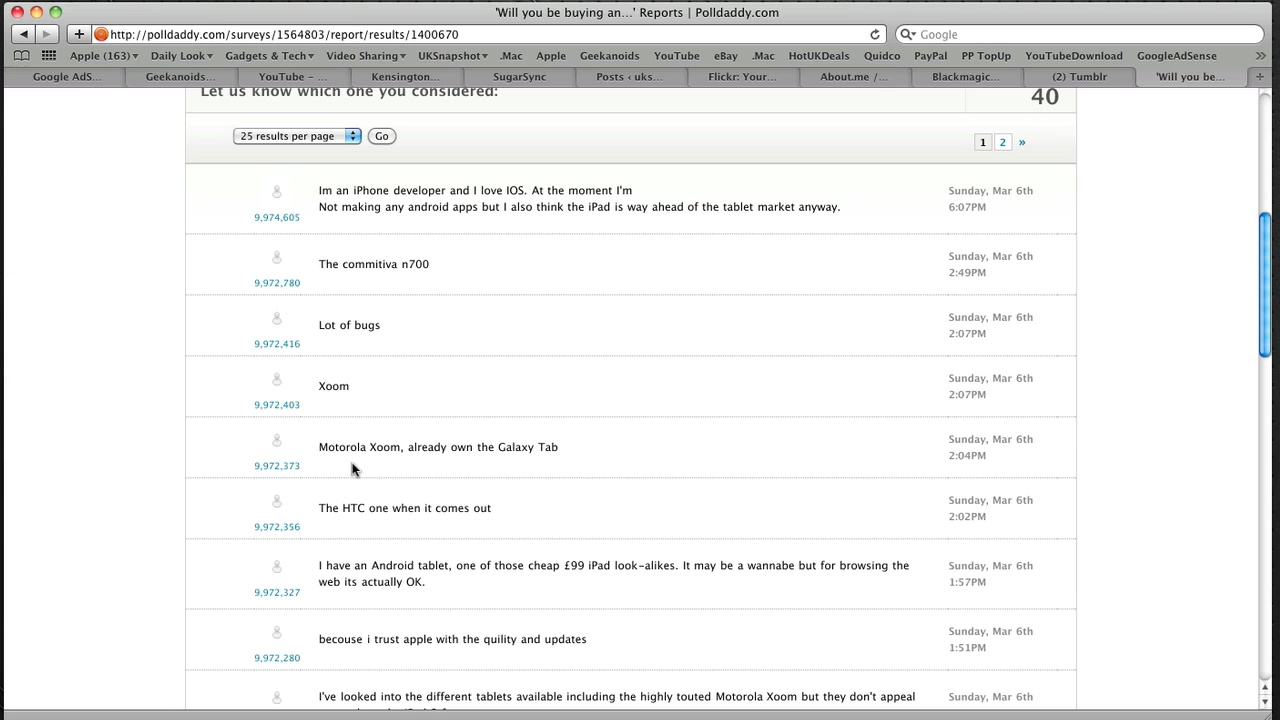 'Will you be buying an...' Reports | Polldaddy.com
http://polldaddy.com/surveys/1564803/report/results/1400670
Google
Apple (163) Daily Look Gadgets & Tech Video Sharing UKSnapshot .Mac Apple Geekanoids YouTube eBay .Mac HotUKDeals Quidco PayPal PP TopUp YouTubeDownload GoogleAdSense »
Google AdS... Geekanoids... YouTube – ... Kensington... SugarSync Posts ‹ uks... Flickr: Your... About.me /... Blackmagic... (2) Tumblr 'Will you be... +
Let us know which one you considered: 40
25 results per page Go 1 2 »
Im an iPhone developer and I love IOS. At the moment I'm
Not making any android apps but I also think the iPad is way ahead of the tablet market anyway.
9,974,605
Sunday, Mar 6th
6:07PM
The commitiva n700
9,972,780
Sunday, Mar 6th
2:49PM
Lot of bugs
9,972,416
Sunday, Mar 6th
2:07PM
Xoom
9,972,403
Sunday, Mar 6th
2:07PM
Motorola Xoom, already own the Galaxy Tab
9,972,373
Sunday, Mar 6th
2:04PM
The HTC one when it comes out
9,972,356
Sunday, Mar 6th
2:02PM
I have an Android tablet, one of those cheap £99 iPad look-alikes. It may be a wannabe but for browsing the
web its actually OK.
9,972,327
Sunday, Mar 6th
1:57PM
becouse i trust apple with the quility and updates
9,972,280
Sunday, Mar 6th
1:51PM
I've looked into the different tablets available including the highly touted Motorola Xoom but they don't appeal
Sunday, Mar 6th